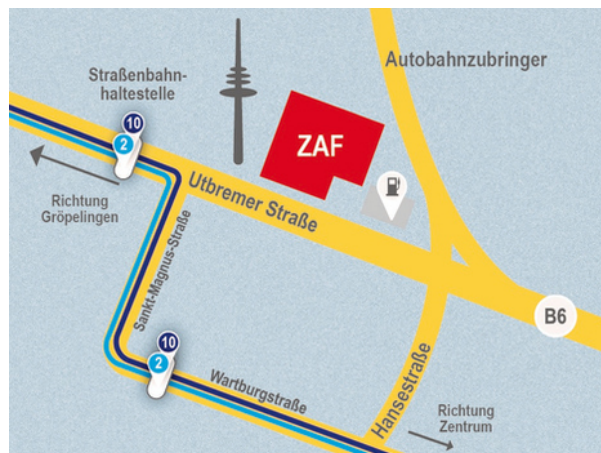 Straßenbahn-
haltestelle
Autobahnzubringer
10
2
ZAF
Richtung
Gröpelingen
Utbremer Straße
Sankt-Magnus-Straße
B6
10
2
Wartburgstraße
Hansestraße
Richtung
Zentrum